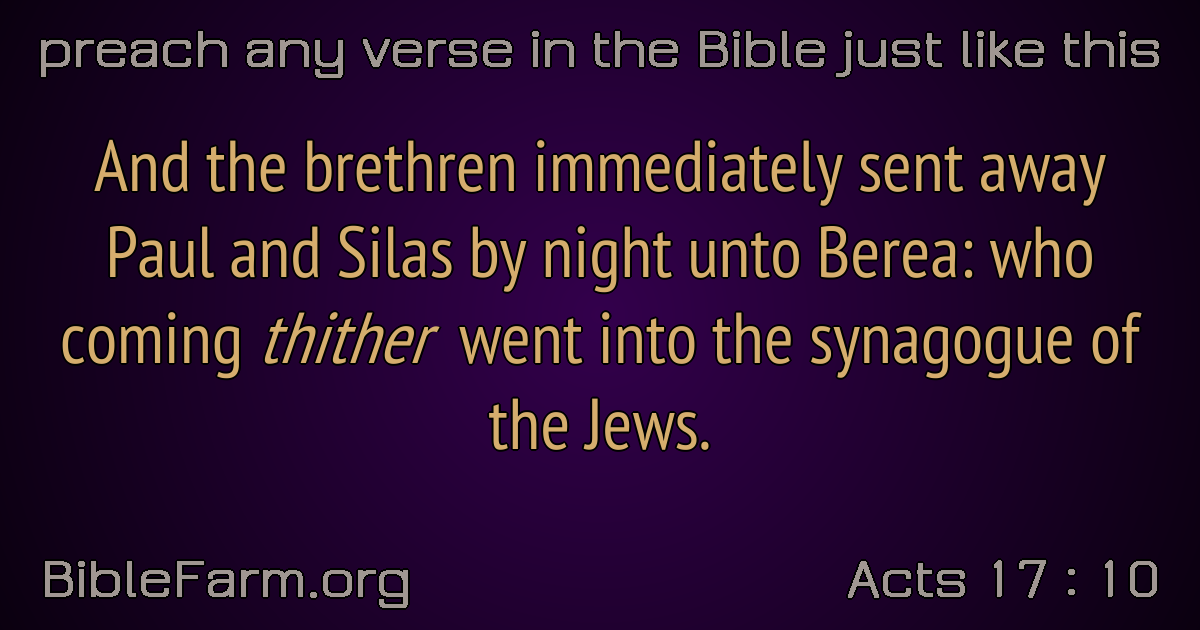 preach any verse in the Bible just like this
And the brethren immediately sent away
Paul and Silas by night unto Berea: who
coming thither went into the synagogue of
the Jews.
BibleFarm.org
Acts 17 : 10